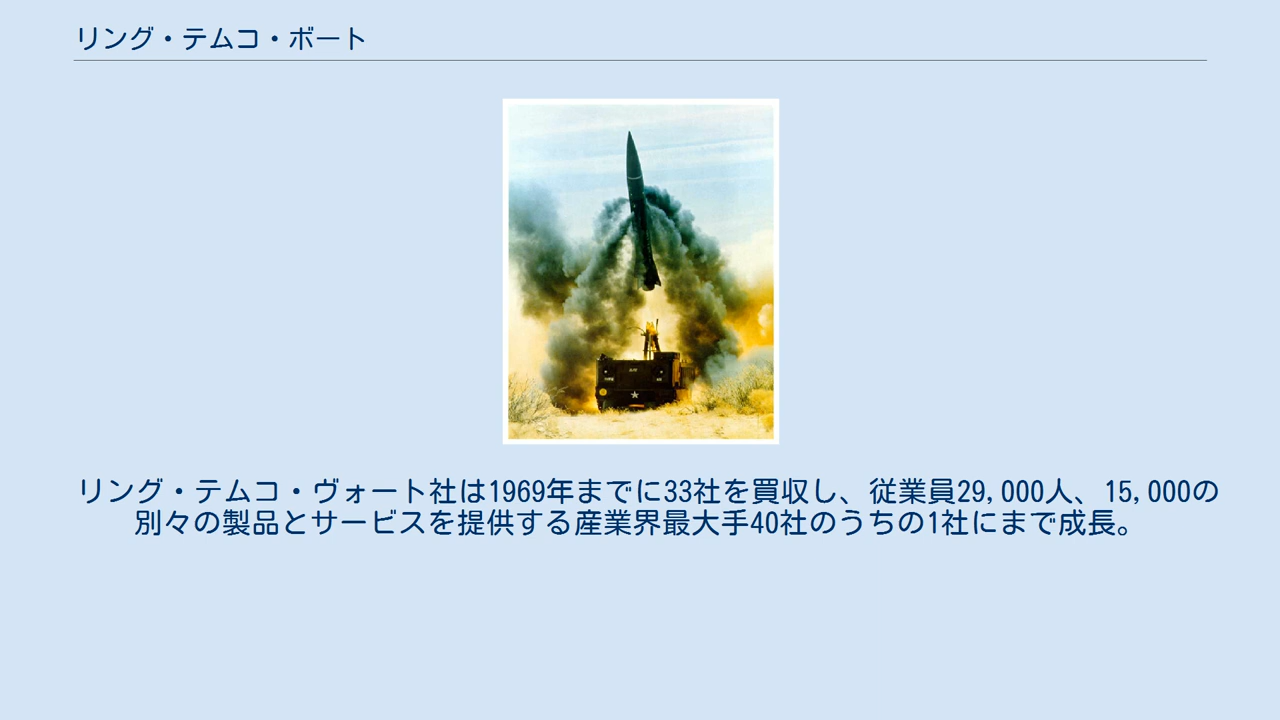 リング・テムコ・ボート
リング・テムコ・ヴォート社は1969年までに33社を買収し、従業員29,000人、15,000の
別々の製品とサービスを提供する産業界最大手40社のうちの1社にまで成長。